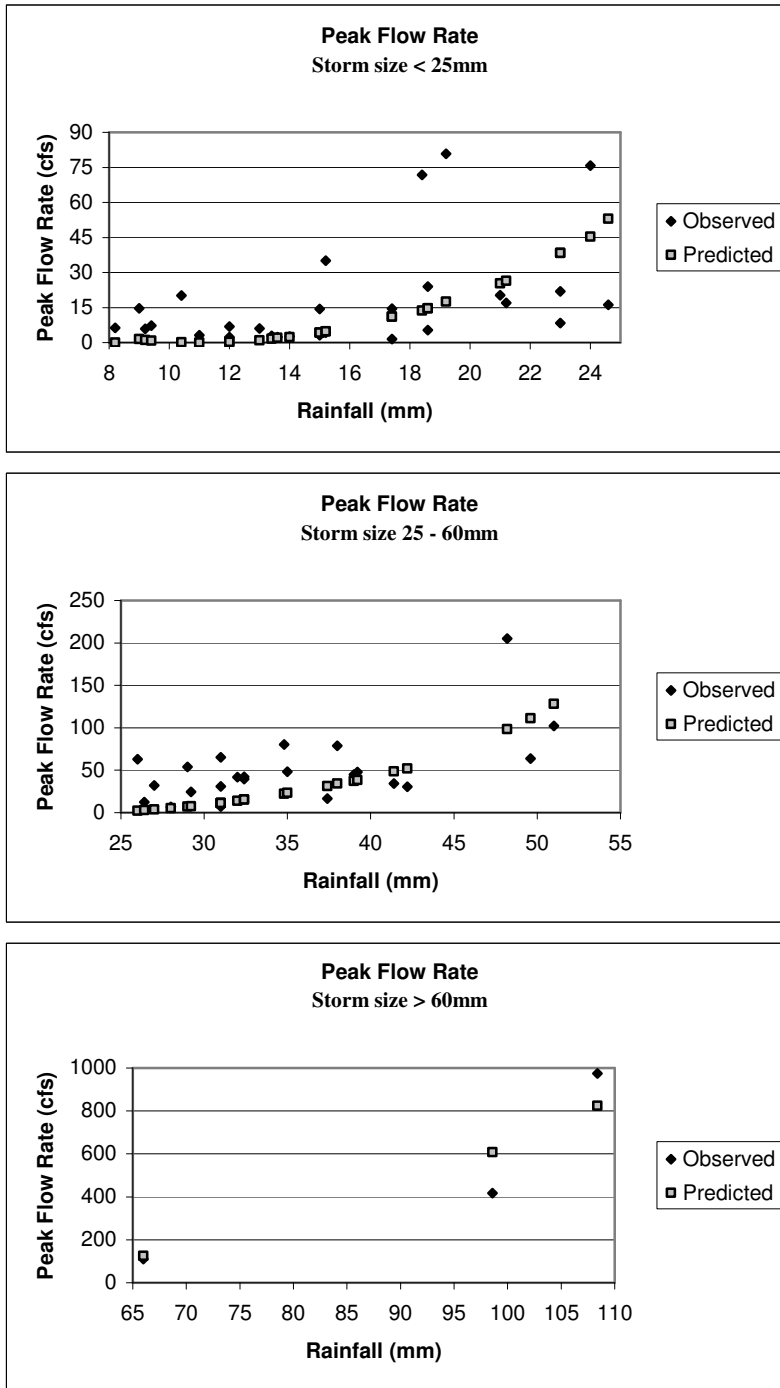 Peak Flow Rate
Storm size < 25mm
Peak Flow Rate (cfs)
90
75
60
45
30
15
0
8 10 12 14 16 18 20 22 24
Rainfall (mm)
Observed
Predicted
Peak Flow Rate
Storm size 25 - 60mm
Peak Flow Rate (cfs)
250
200
150
100
50
0
25 30 35 40 45 50 55
Rainfall (mm)
Observed
Predicted
Peak Flow Rate
Storm size > 60mm
Peak Flow Rate (cfs)
1000
800
600
400
200
0
65 70 75 80 85 90 95 100 105 110
Rainfall (mm)
Observed
Predicted